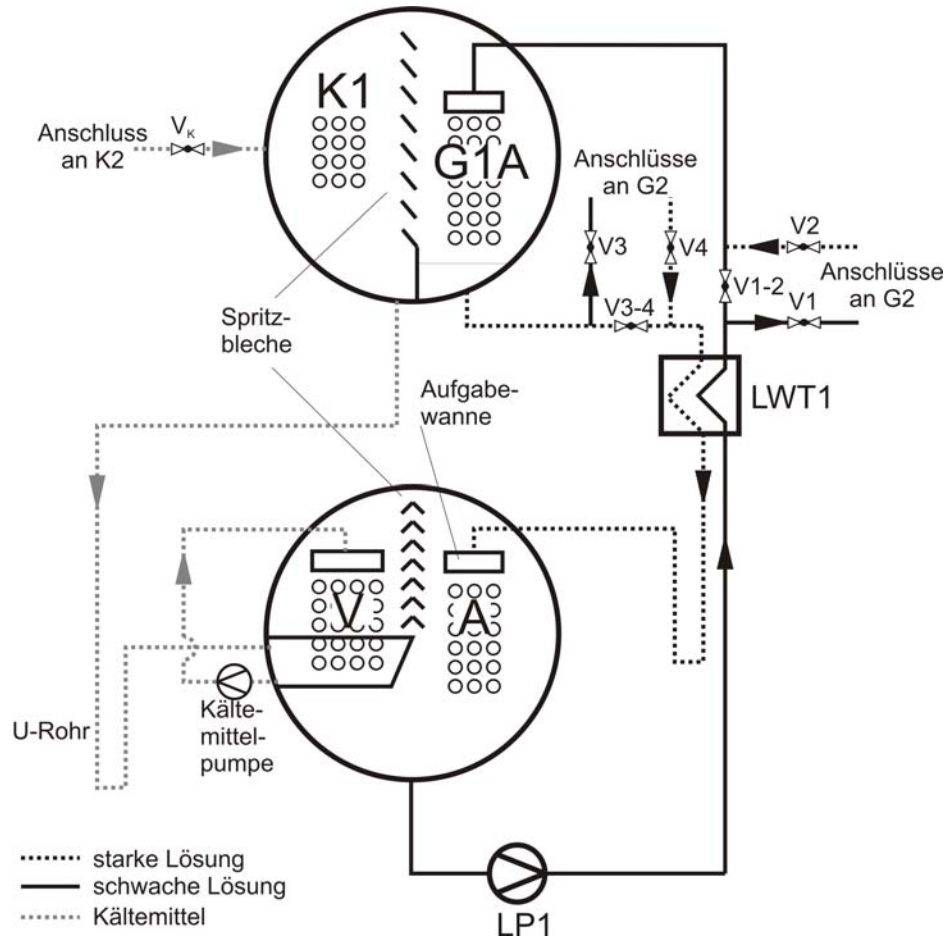 K1
G1A
Anschluss
an K2
VK
Anschlüsse
an G2
V3
V4
V2
V1-2
Anschlüsse
an G2
V1
V3-4
Spritz-
bleche
LWT1
Aufgabe-
wanne
V
A
U-Rohr
Kälte-
mittel-
pumpe
starke Lösung
schwache Lösung
Kältemittel
LP1